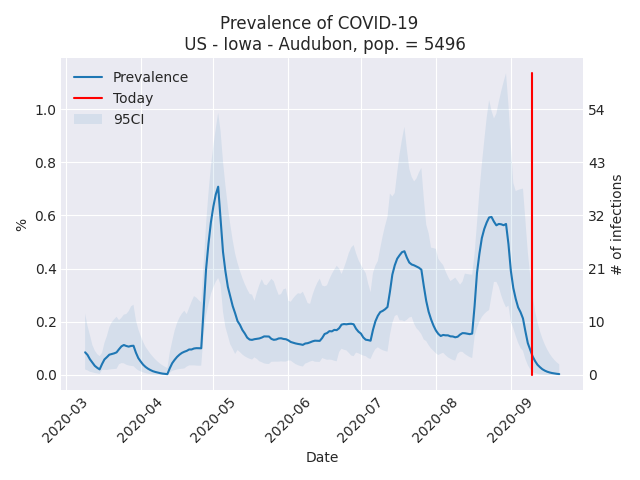 Prevalence of COVID-19
US - Iowa - Audubon, pop. = 5496
Prevalence
Today
95CI
1.0
0.8
0.6
0.4
0.2
0.0
%
54
43
32
21
10
0
# of infections
2020-03
2020-04
2020-05
2020-06
2020-07
2020-08
2020-09
Date